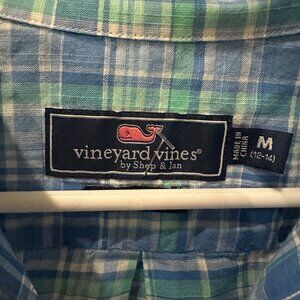 vineyard vines®
by Shep & Ian
MADE IN
CHINA
M
(12-14)